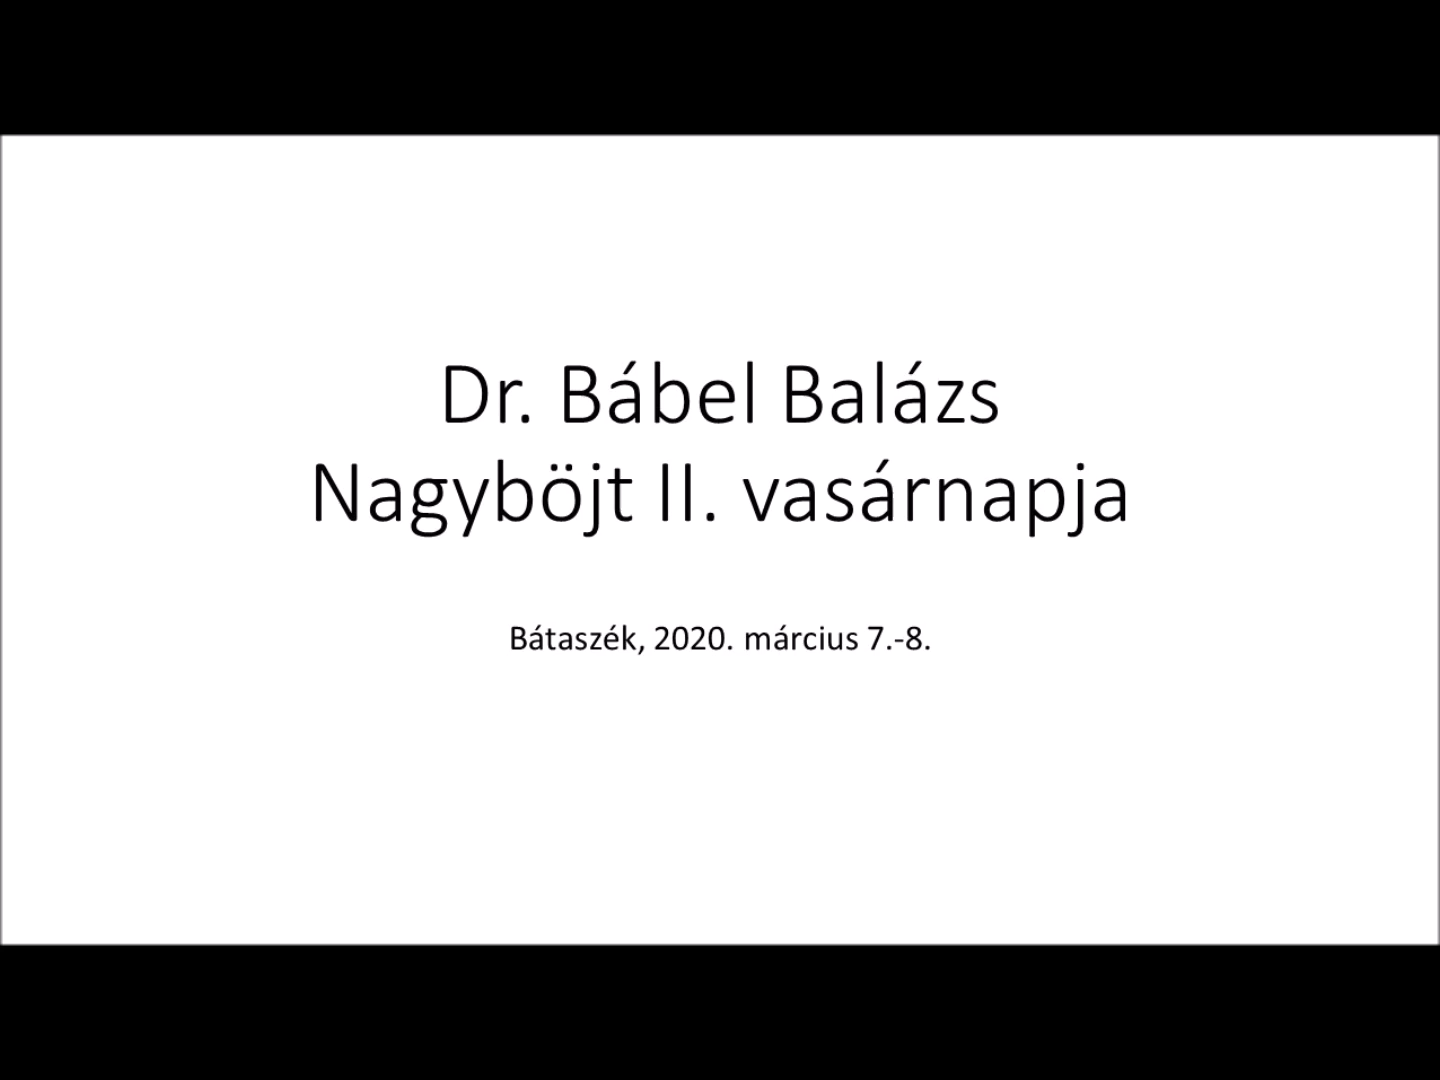 Dr. Bábel Balázs
Nagyböjt II. vasárnapja
Bátaszék, 2020. március 7.-8.